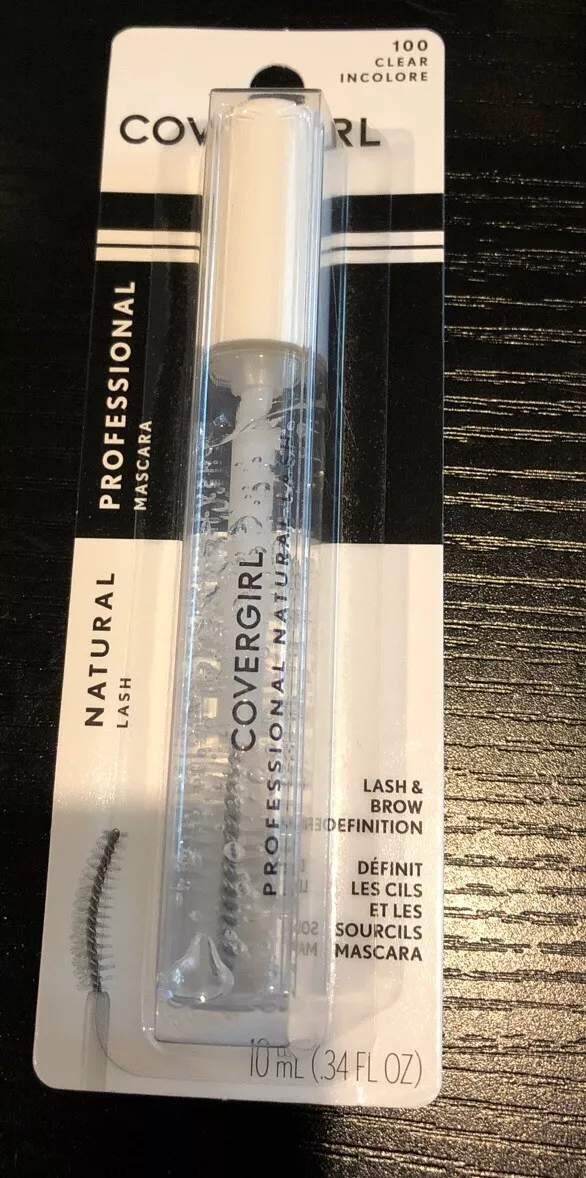 100
CLEAR
INCOLORE
COVERGIRL
PROFESSIONAL
MASCARA
NATURAL
LASH
COVERGIRL
PROFESSIONAL NATURAL LASH
LASH &
BROW
DEFINITION
DÉFINIT
LES CILS
ET LES
SOURCILS
MASCARA
10 mL (.34 FL OZ)